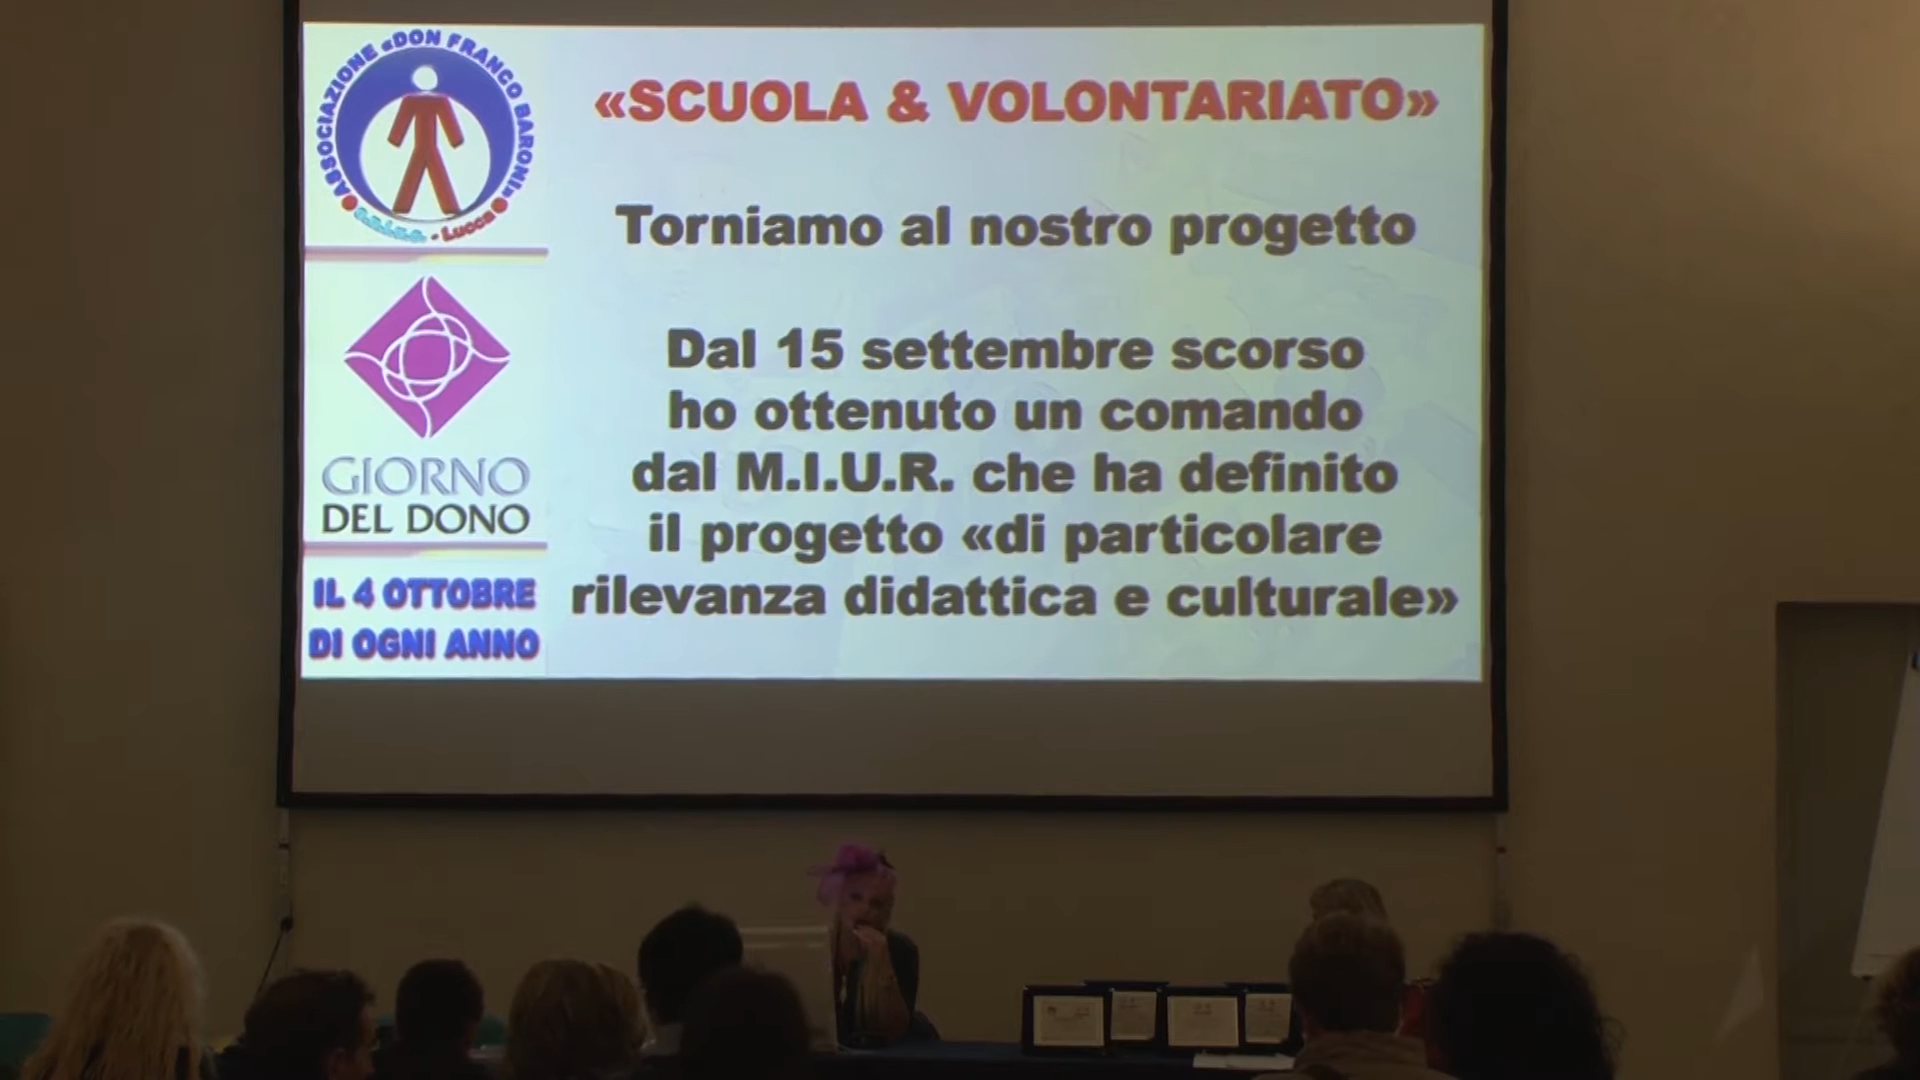 ASSOCIAZIONE «DON FRANCO BARONI»
- Lucca
«SCUOLA & VOLONTARIATO»
Torniamo al nostro progetto
Dal 15 settembre scorso
ho ottenuto un comando
dal M.I.U.R. che ha definito
il progetto «di particolare
rilevanza didattica e culturale»
GIORNO
DEL DONO
IL 4 OTTOBRE
DI OGNI ANNO